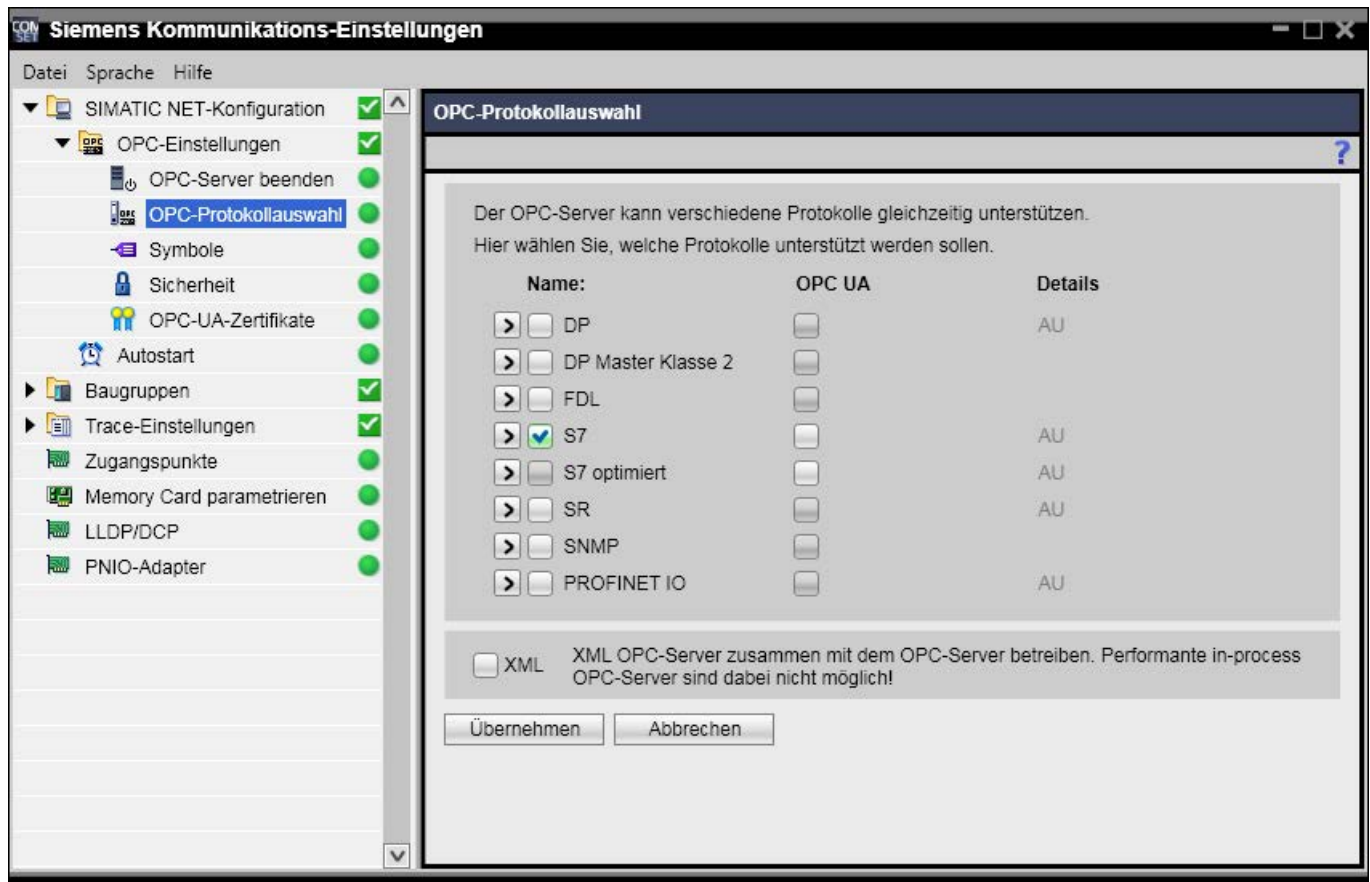 CON SET Siemens Kommunikations-Einstellungen
Datei Sprache Hilfe
SIMATIC NET-Konfiguration
OPC-Einstellungen
OPC-Server beenden
OPC-Protokollauswahl
Symbole
Sicherheit
OPC-UA-Zertifikate
Autostart
Baugruppen
Trace-Einstellungen
Zugangspunkte
Memory Card parametrieren
LLDP/DCP
PNIO-Adapter
OPC-Protokollauswahl
?
Der OPC-Server kann verschiedene Protokolle gleichzeitig unterstützen.
Hier wählen Sie, welche Protokolle unterstützt werden sollen.
Name: OPC UA Details
DP AU
DP Master Klasse 2
FDL
S7 AU
S7 optimiert AU
SR AU
SNMP
PROFINET IO AU
XML XML OPC-Server zusammen mit dem OPC-Server betreiben. Performante in-process
OPC-Server sind dabei nicht möglich!
Übernehmen Abbrechen